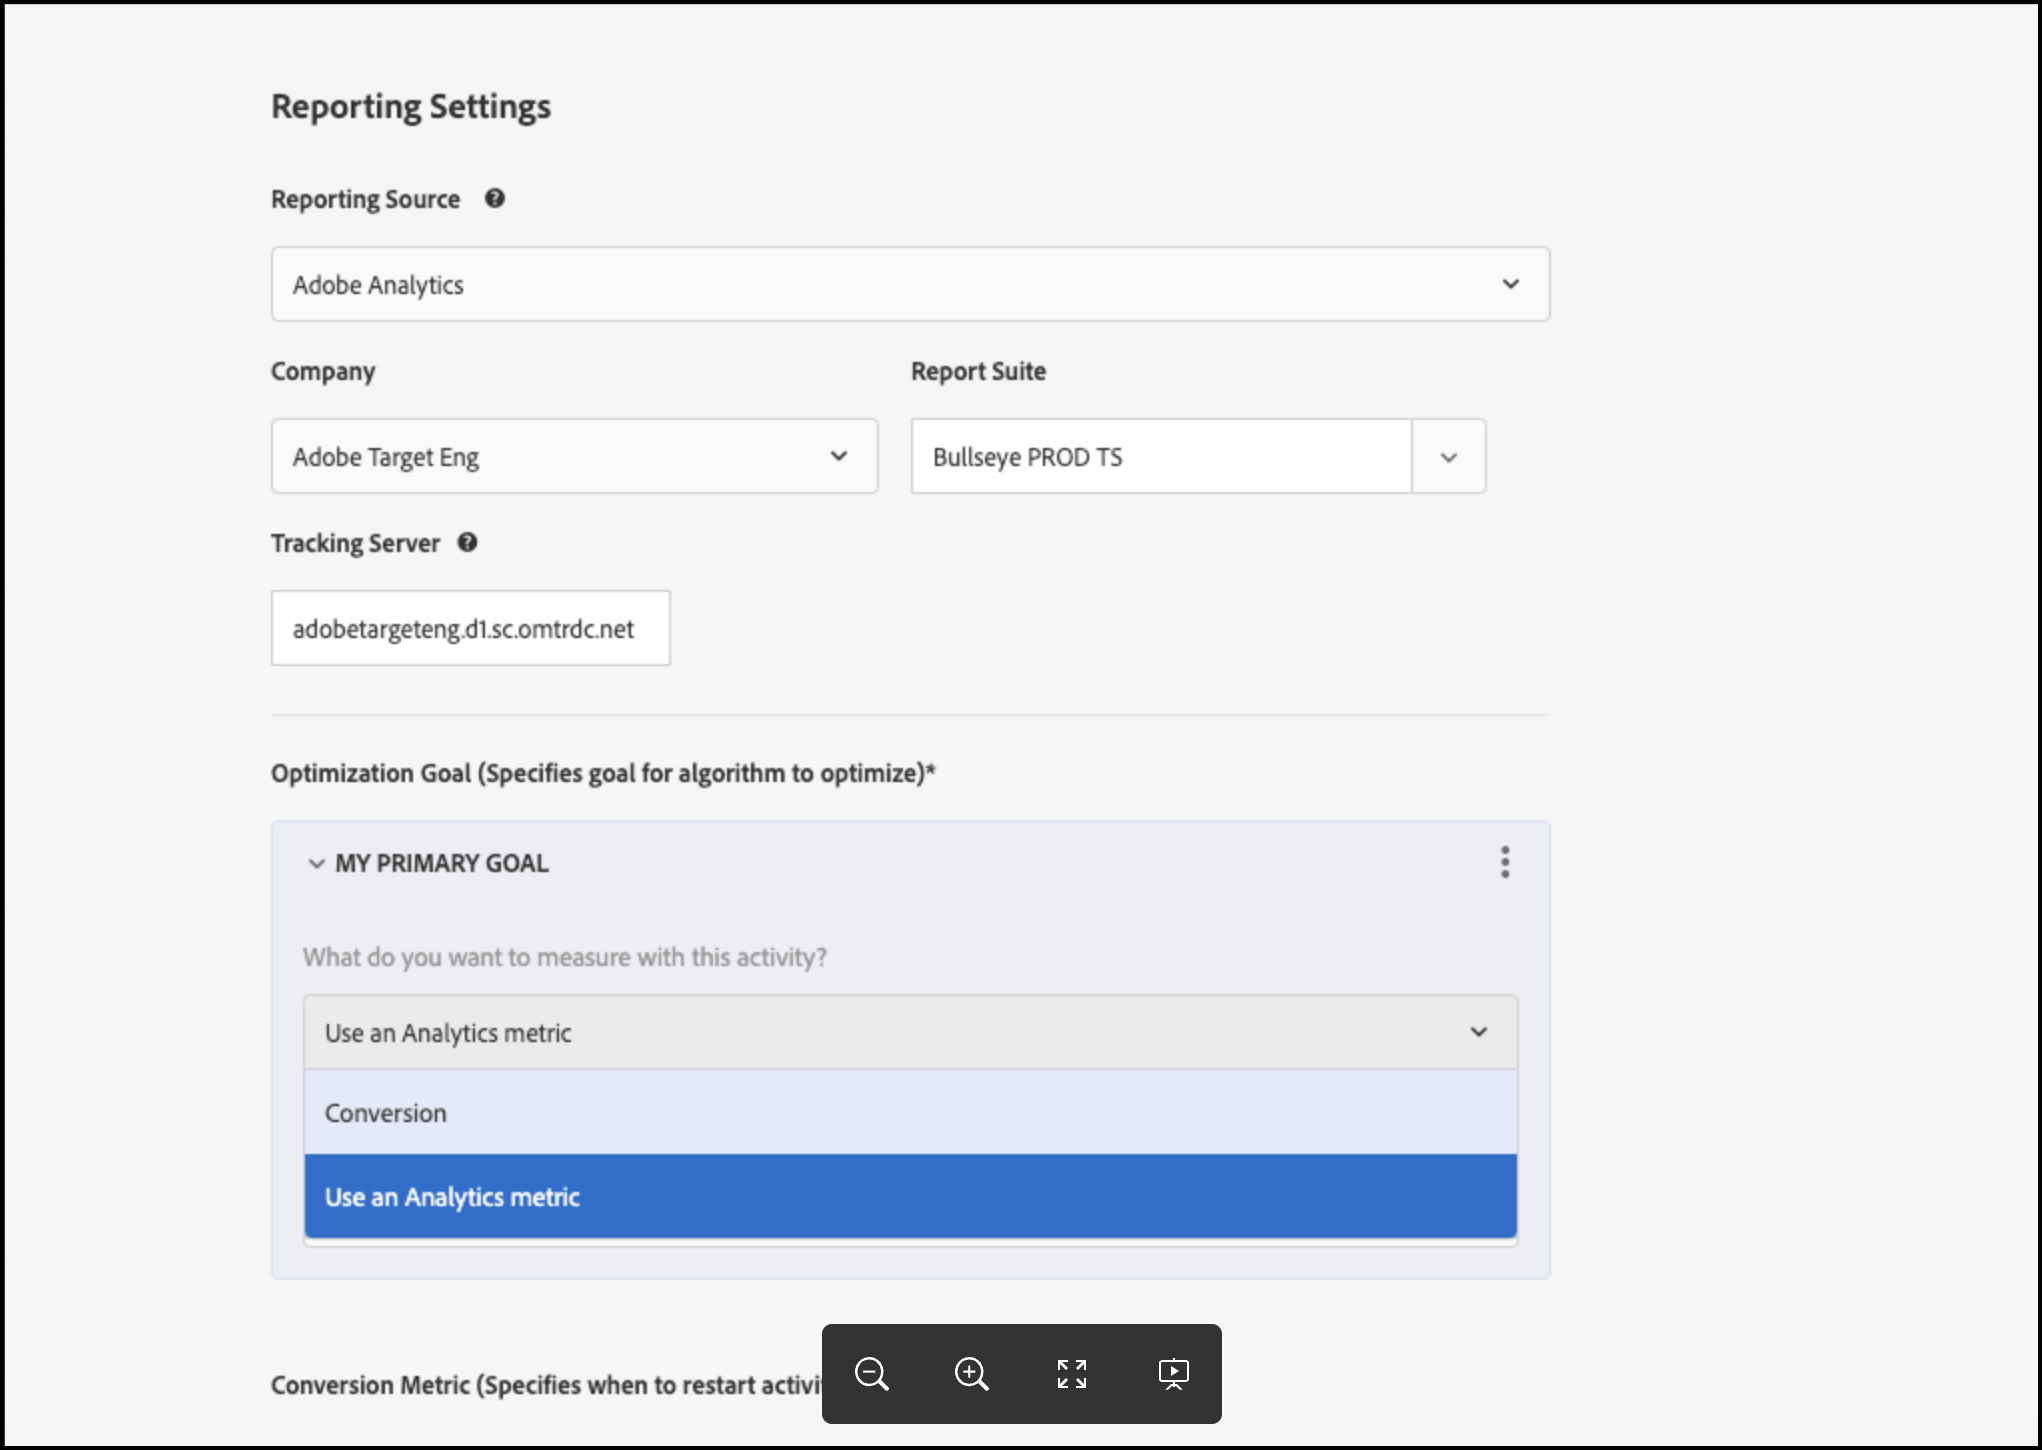 Reporting Settings
Reporting Source
Adobe Analytics
Company
Report Suite
Adobe Target Eng
Bullseye PROD TS
Tracking Server
adobetargeteng.d1.sc.omtrdc.net
Optimization Goal (Specifies goal for algorithm to optimize)*
MY PRIMARY GOAL
What do you want to measure with this activity?
Use an Analytics metric
Conversion
Use an Analytics metric
Conversion Metric (Specifies when to restart